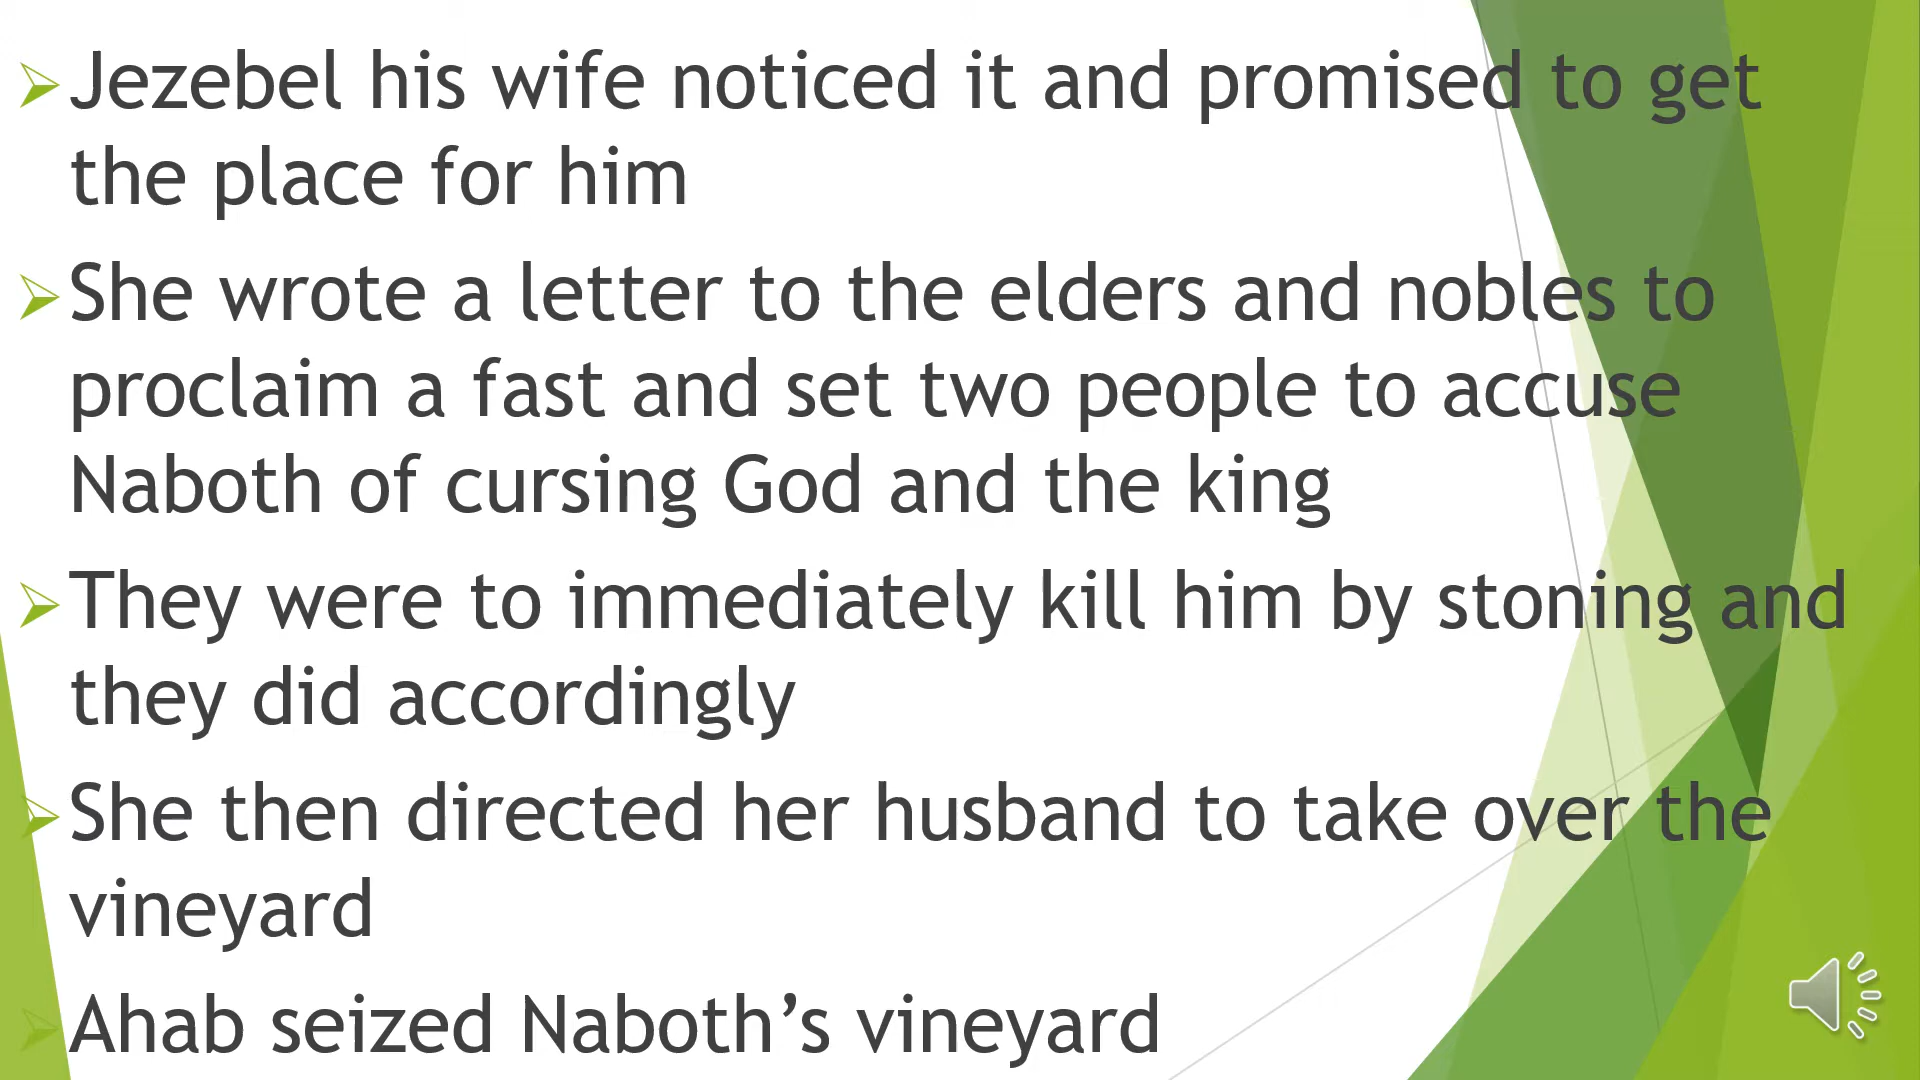 Jezebel his wife noticed it and promised to get
the place for him
She wrote a letter to the elders and nobles to
proclaim a fast and set two people to accuse
Naboth of cursing God and the king
They were to immediately kill him by stoning and
they did accordingly
She then directed her husband to take over the
vineyard
Ahab seized Naboth’s vineyard